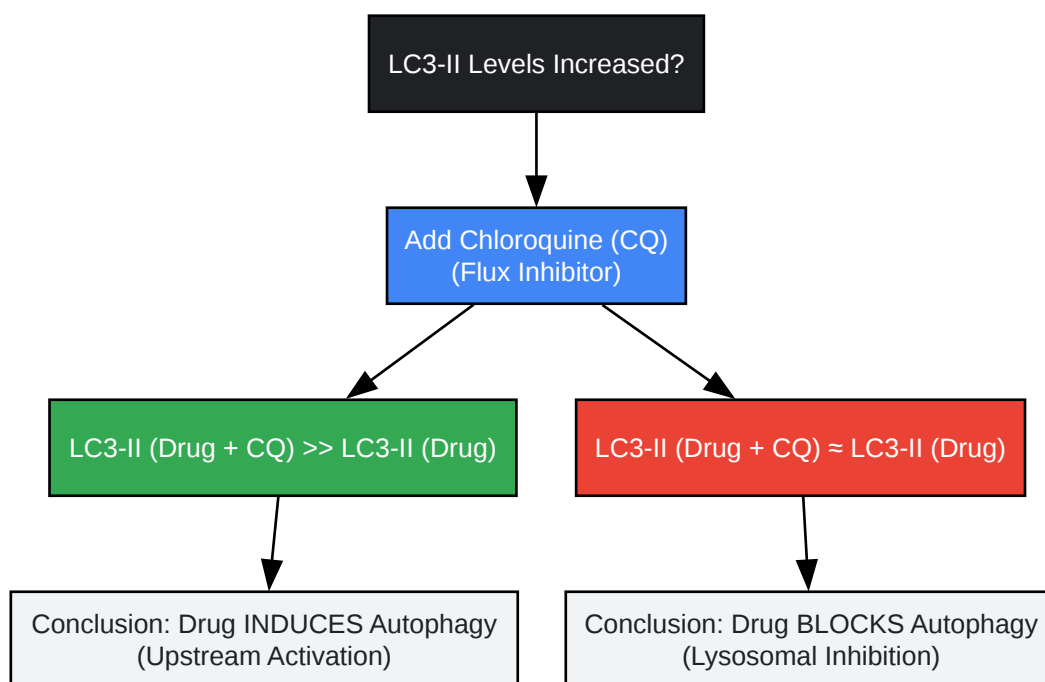 LC3-II Levels Increased?
Add Chloroquine (CQ)
(Flux Inhibitor)
LC3-II (Drug + CQ) >> LC3-II (Drug)
LC3-II (Drug + CQ) ≈ LC3-II (Drug)
Conclusion: Drug INDUCES Autophagy
(Upstream Activation)
Conclusion: Drug BLOCKS Autophagy
(Lysosomal Inhibition)